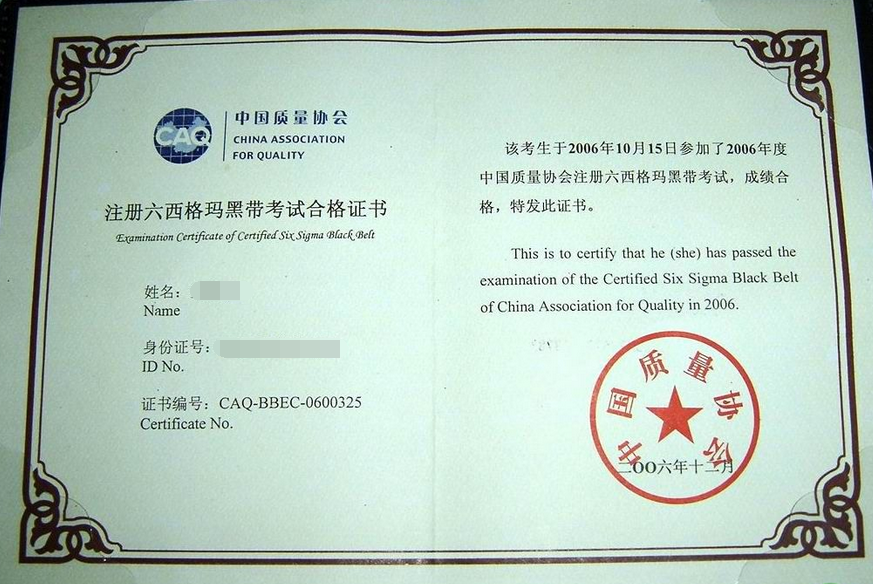 CAQ
中国质量协会
CHINA ASSOCIATION
FOR QUALITY
注册六西格玛黑带考试合格证书
Examination Certificate of Certified Six Sigma Black Belt
姓名：
Name
身份证号：
ID No.
证书编号：CAQ-BBEC-0600325
Certificate No.
该考生于2006年10月15日参加了2006年度
中国质量协会注册六西格玛黑带考试，成绩合
格，特发此证书。
This is to certify that he (she) has passed the
examination of the Certified Six Sigma Black Belt
of China Association for Quality in 2006.
中国质量协会
二OO六年十二月